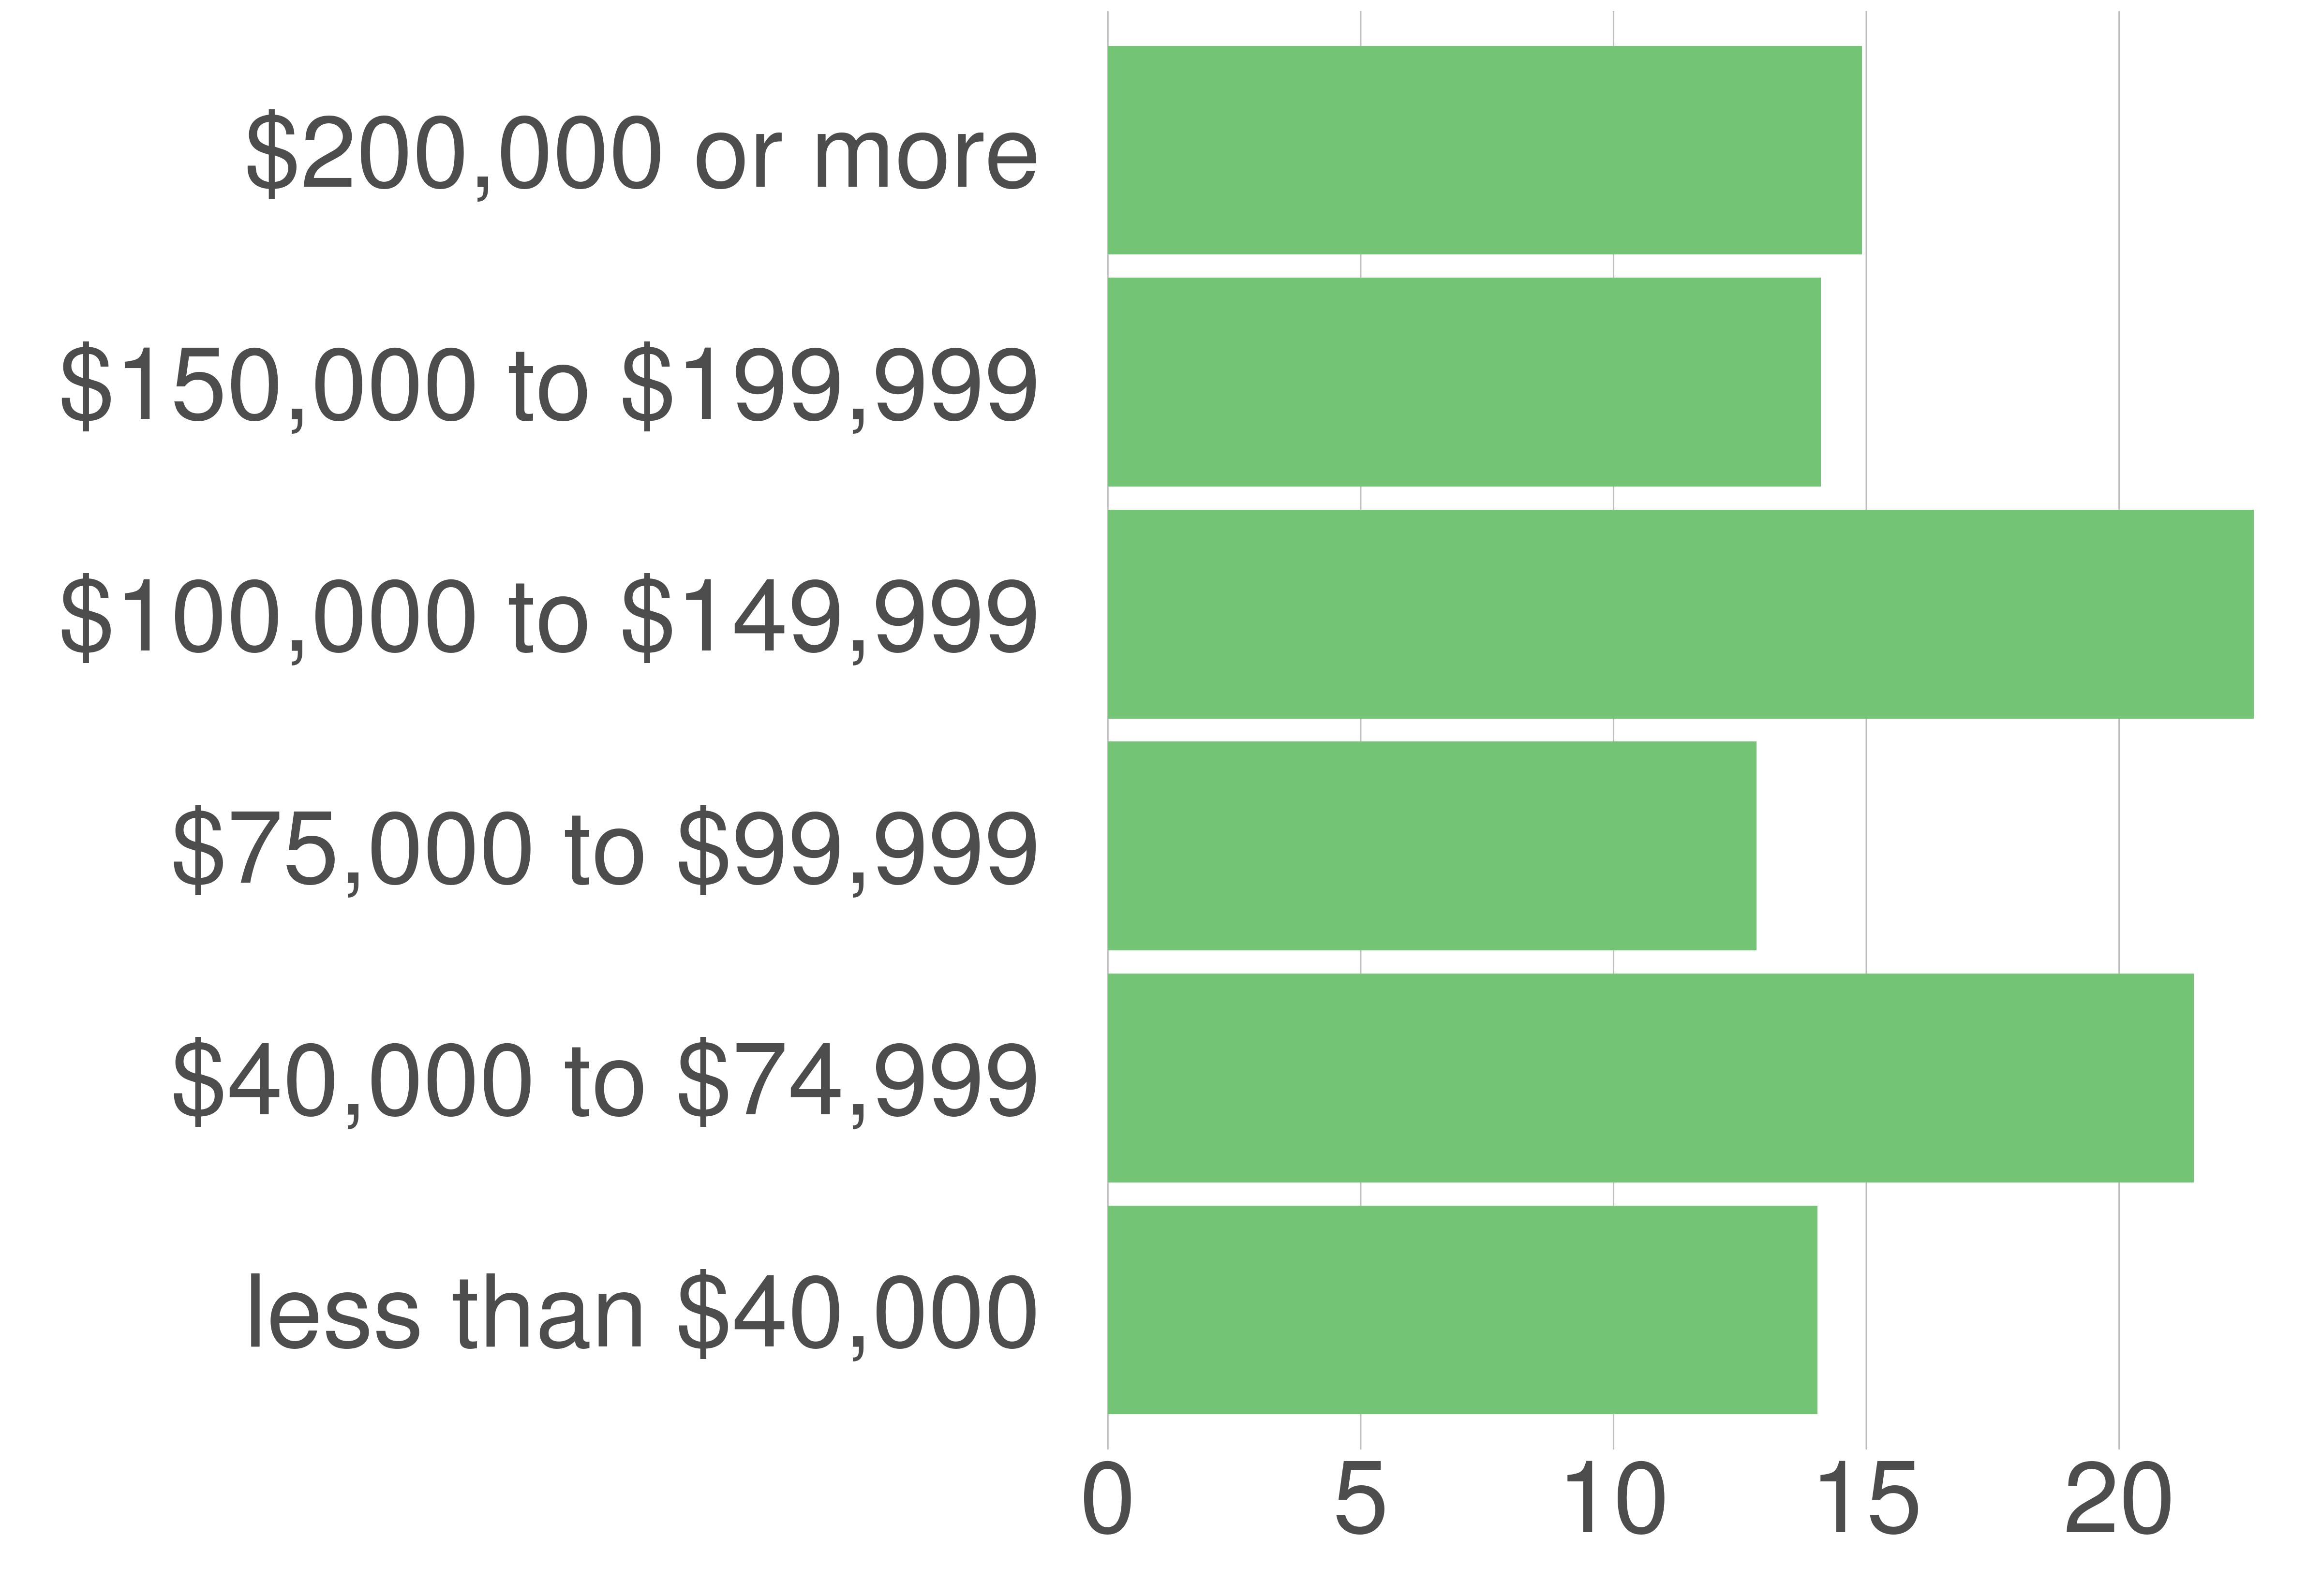 $200,000 or more
$150,000 to $199,999
$100,000 to $149,999
$75,000 to $99,999
$40,000 to $74,999
less than $40,000
0 5 10 15 20